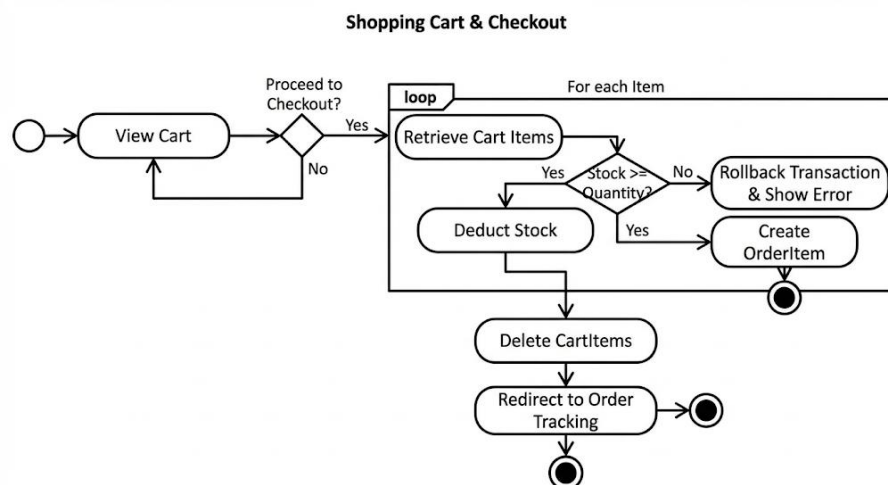 Shopping Cart & Checkout
Proceed to
Checkout?
loop
For each Item
View Cart
Yes
Retrieve Cart Items
No
Yes
Stock >=
Quantity?
No
Rollback Transaction
& Show Error
Deduct Stock
Yes
Create
OrderItem
Delete CartItems
Redirect to Order
Tracking